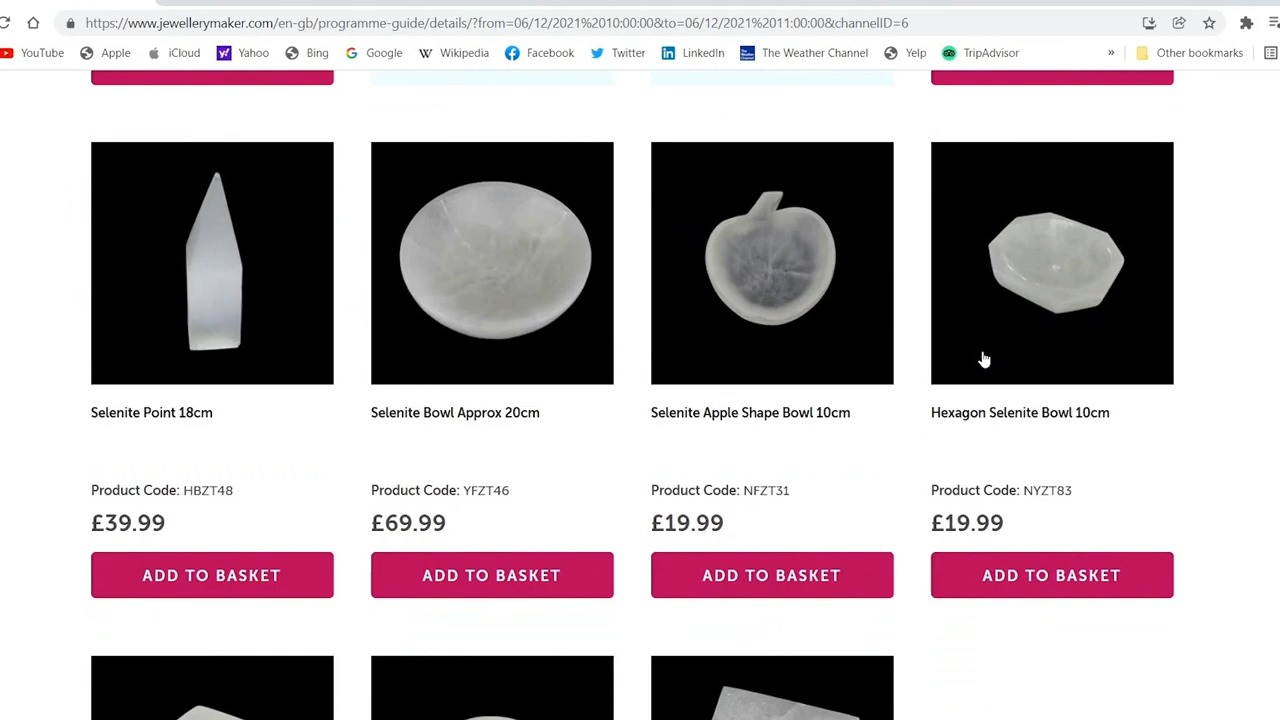 https://www.jewellerymaker.com/en-gb/programme-guide/details/?from=06/12/2021%2010:00:00&to=06/12/2021%2011:00:00&channelID=6
YouTube Apple iCloud Yahoo Bing Google Wikipedia Facebook Twitter LinkedIn The Weather Channel Yelp TripAdvisor » Other bookmarks
Selenite Point 18cm
Selenite Bowl Approx 20cm
Selenite Apple Shape Bowl 10cm
Hexagon Selenite Bowl 10cm
Product Code: HBZT48
Product Code: YFZT46
Product Code: NFZT31
Product Code: NYZT83
£39.99
£69.99
£19.99
£19.99
ADD TO BASKET
ADD TO BASKET
ADD TO BASKET
ADD TO BASKET